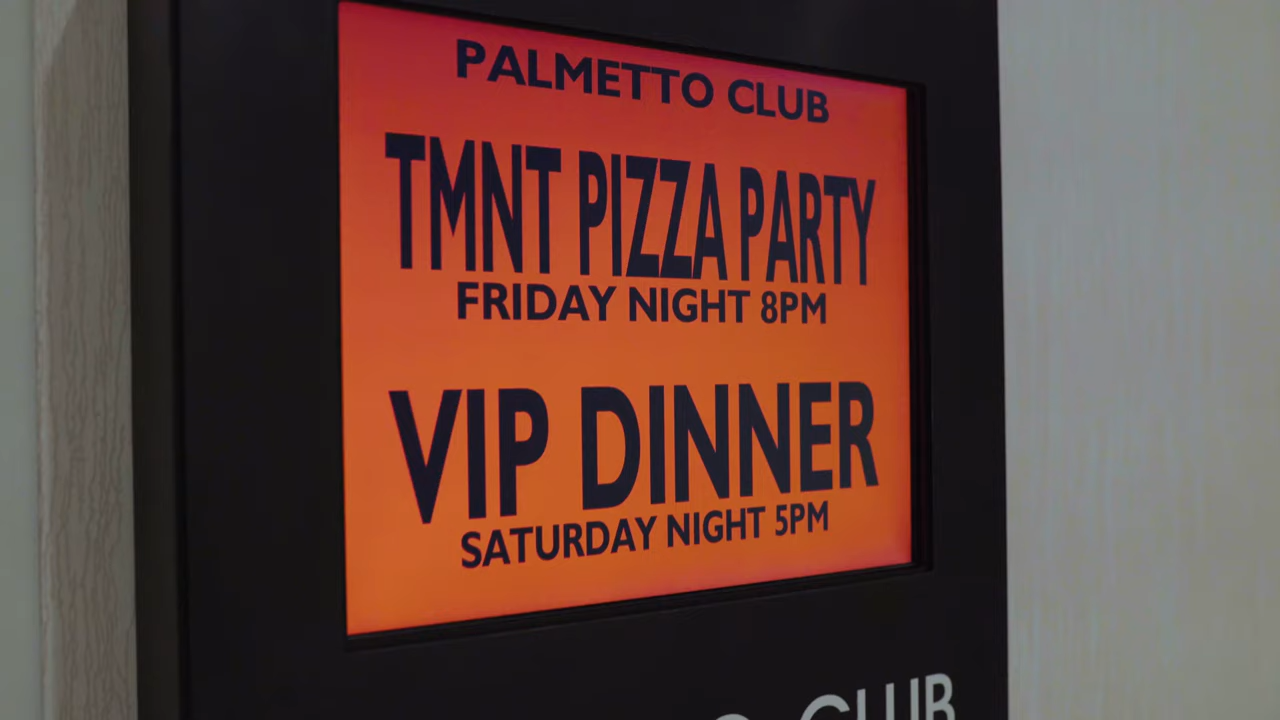 PALMETTO CLUB
TMNT PIZZA PARTY
FRIDAY NIGHT 8PM
VIP DINNER
SATURDAY NIGHT 5PM
CLUB